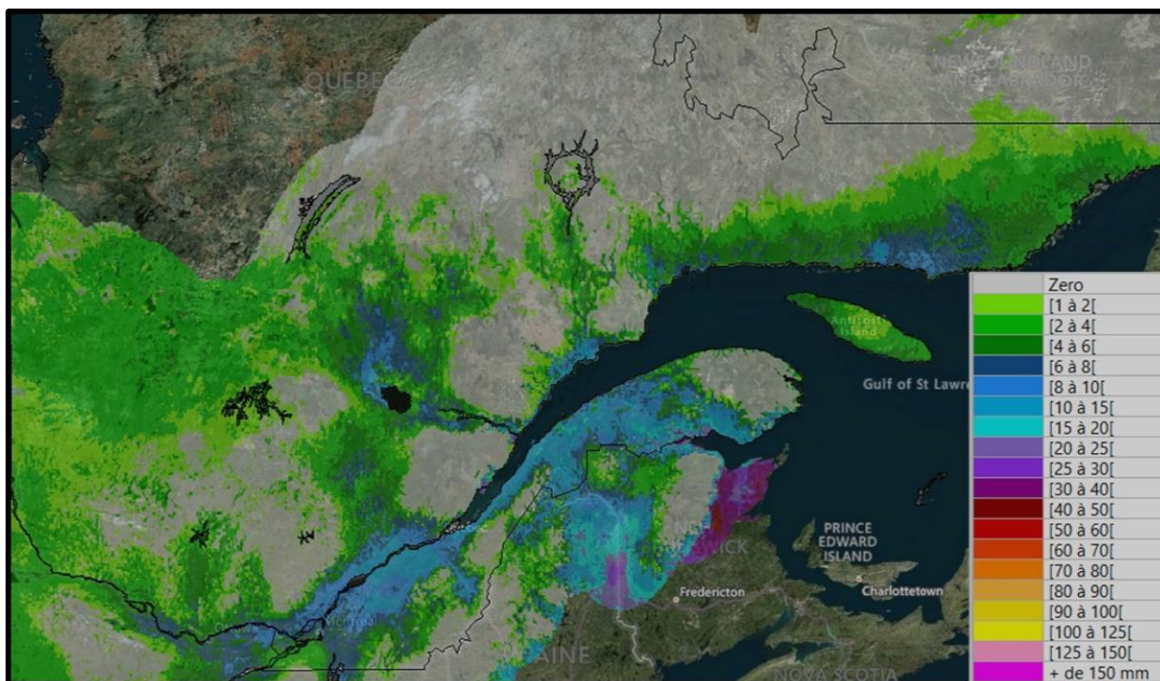 QUEBEC
NEWFOUNDLAND
Zero
[1 à 2[
[2 à 4[
[4 à 6[
[6 à 8[
[8 à 10[
[10 à 15[
[15 à 20[
[20 à 25[
[25 à 30[
[30 à 40[
[40 à 50[
[50 à 60[
[60 à 70[
[70 à 80[
[80 à 90[
[90 à 100[
[100 à 125[
[125 à 150[
+ de 150 mm
Anticosti
Island
Gulf of St Lawre
PRINCE
EDWARD
ISLAND
Charlottetown
Fredericton
NOVA SCOTIA